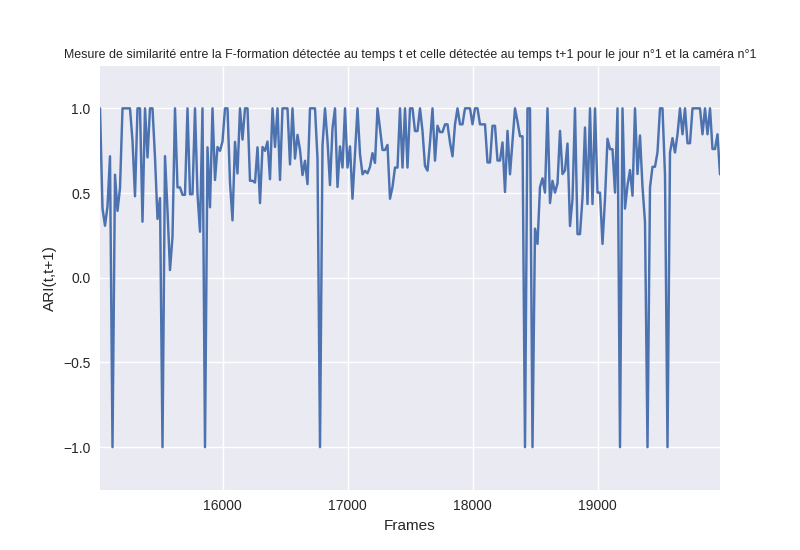 Mesure de similarité entre la F-formation détectée au temps t et celle détectée au temps t+1 pour le jour n°1 et la caméra n°1
1.0
0.5
0.0
−0.5
−1.0
ARI(t,t+1)
16000 17000 18000 19000
Frames